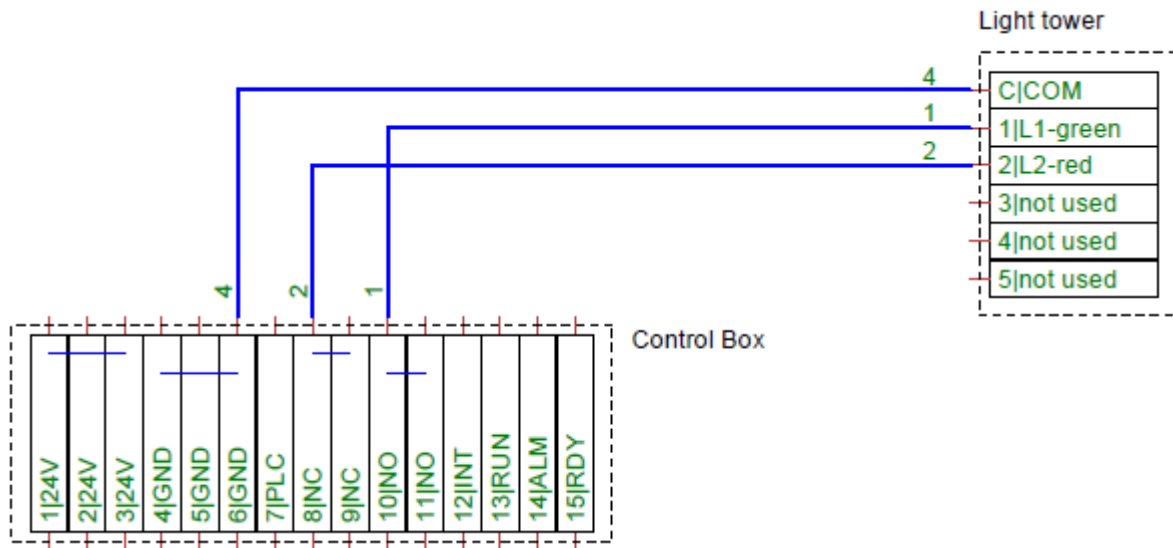 Light tower
4
C|COM
1
1|L1-green
2
2|L2-red
3|not used
4|not used
5|not used
4
2
1
Control Box
1|24V
2|24V
3|24V
4|GND
5|GND
6|GND
7|PLC
8|NC
9|NC
10|NO
11|NO
12|INT
13|RUN
14|ALM
15|RDY